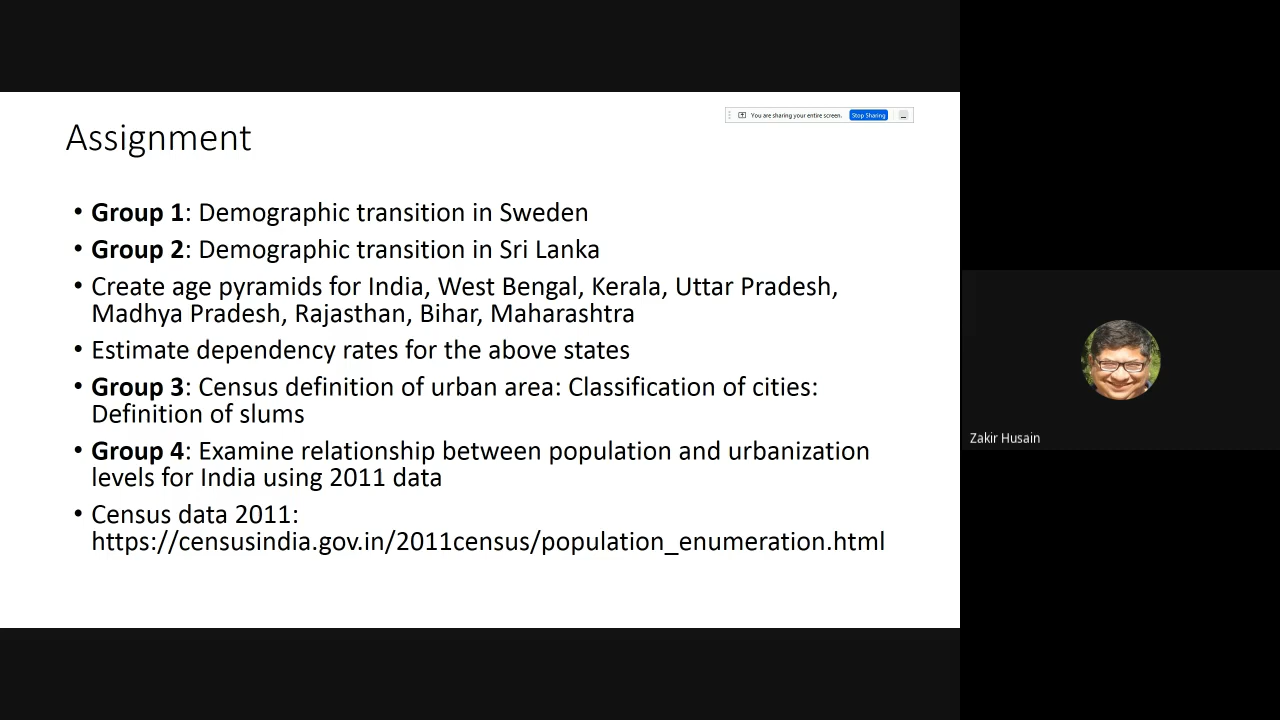 You are sharing your entire screen.
Stop Sharing
Assignment
• Group 1: Demographic transition in Sweden
• Group 2: Demographic transition in Sri Lanka
• Create age pyramids for India, West Bengal, Kerala, Uttar Pradesh,
Madhya Pradesh, Rajasthan, Bihar, Maharashtra
• Estimate dependency rates for the above states
• Group 3: Census definition of urban area: Classification of cities:
Definition of slums
• Group 4: Examine relationship between population and urbanization
levels for India using 2011 data
• Census data 2011:
https://censusindia.gov.in/2011census/population_enumeration.html
Zakir Husain